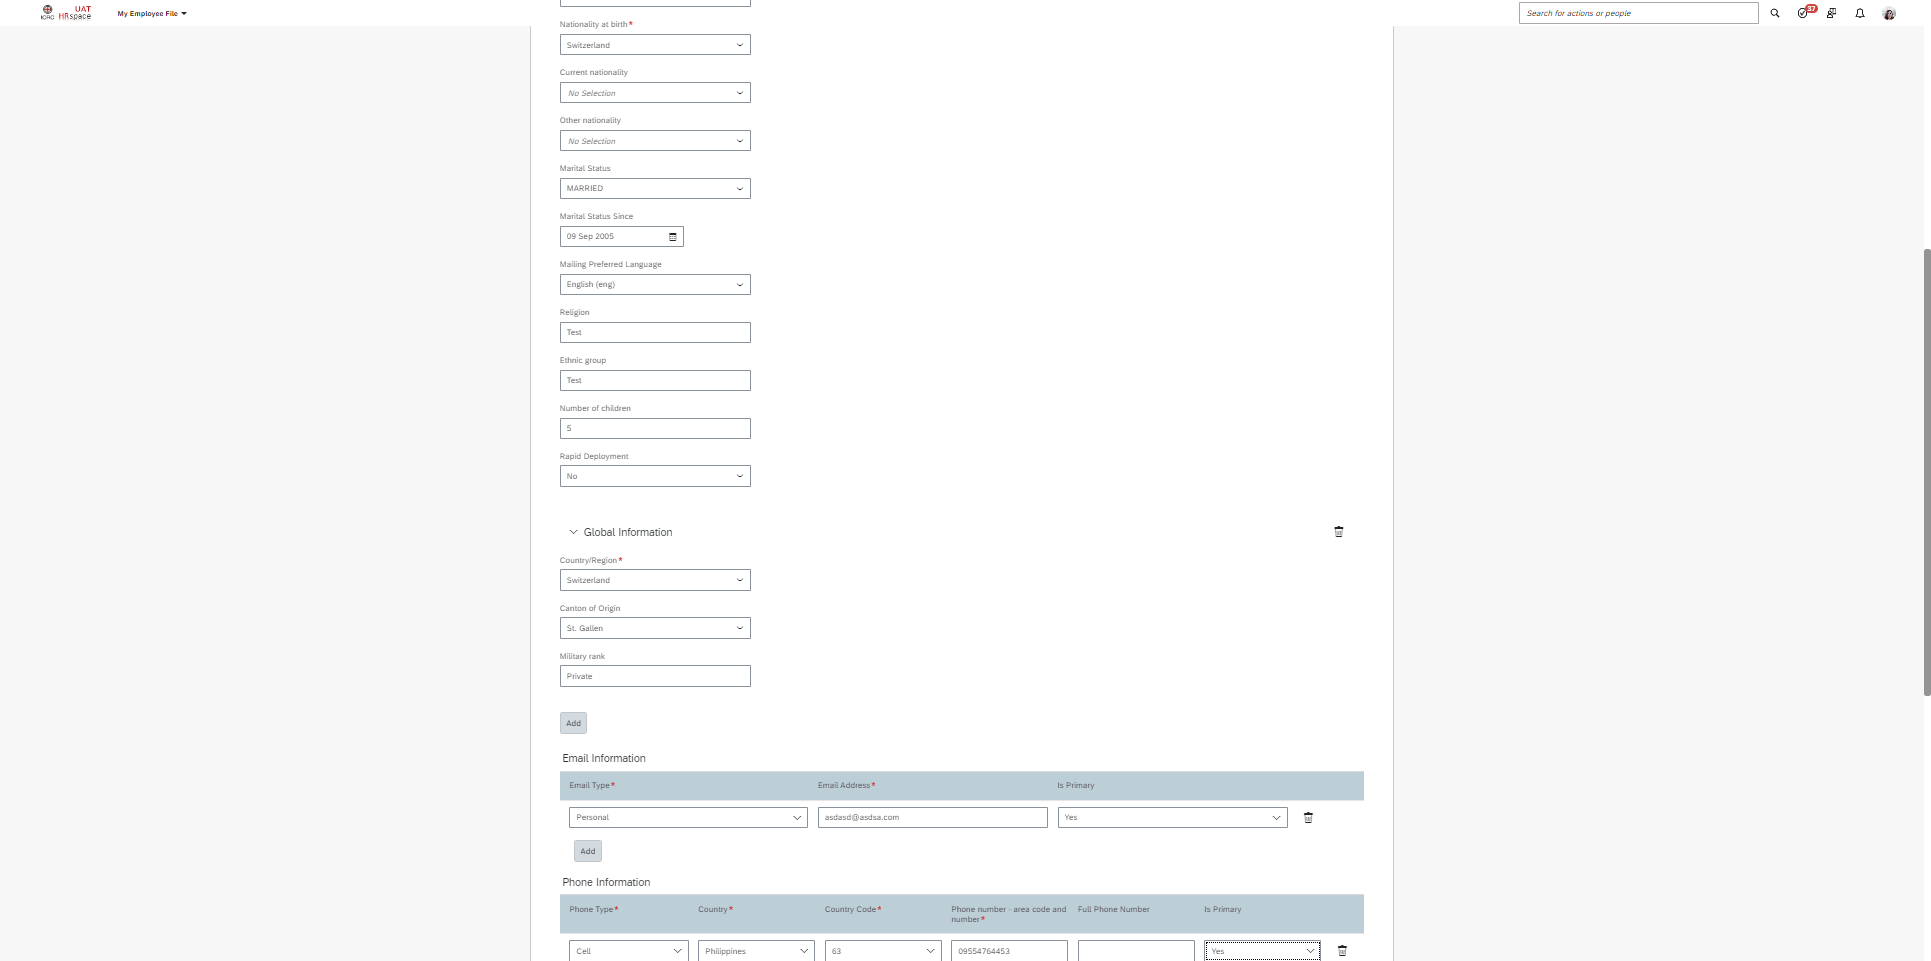 UAT
ICRC HRspace
My Employee File
Search for actions or people
37
Nationality at birth*
Switzerland
Current nationality
No Selection
Other nationality
No Selection
Marital Status
MARRIED
Marital Status Since
09 Sep 2005
Mailing Preferred Language
English (eng)
Religion
Test
Ethnic group
Test
Number of children
5
Rapid Deployment
No
Global Information
Country/Region*
Switzerland
Canton of Origin
St. Gallen
Military rank
Private
Add
Email Information
Email Type* Email Address* Is Primary
Personal asdasd@asdsa.com Yes
Add
Phone Information
Phone Type* Country* Country Code* Phone number - area code and Full Phone Number Is Primary
number*
Cell Philippines 63 09554764453 Yes